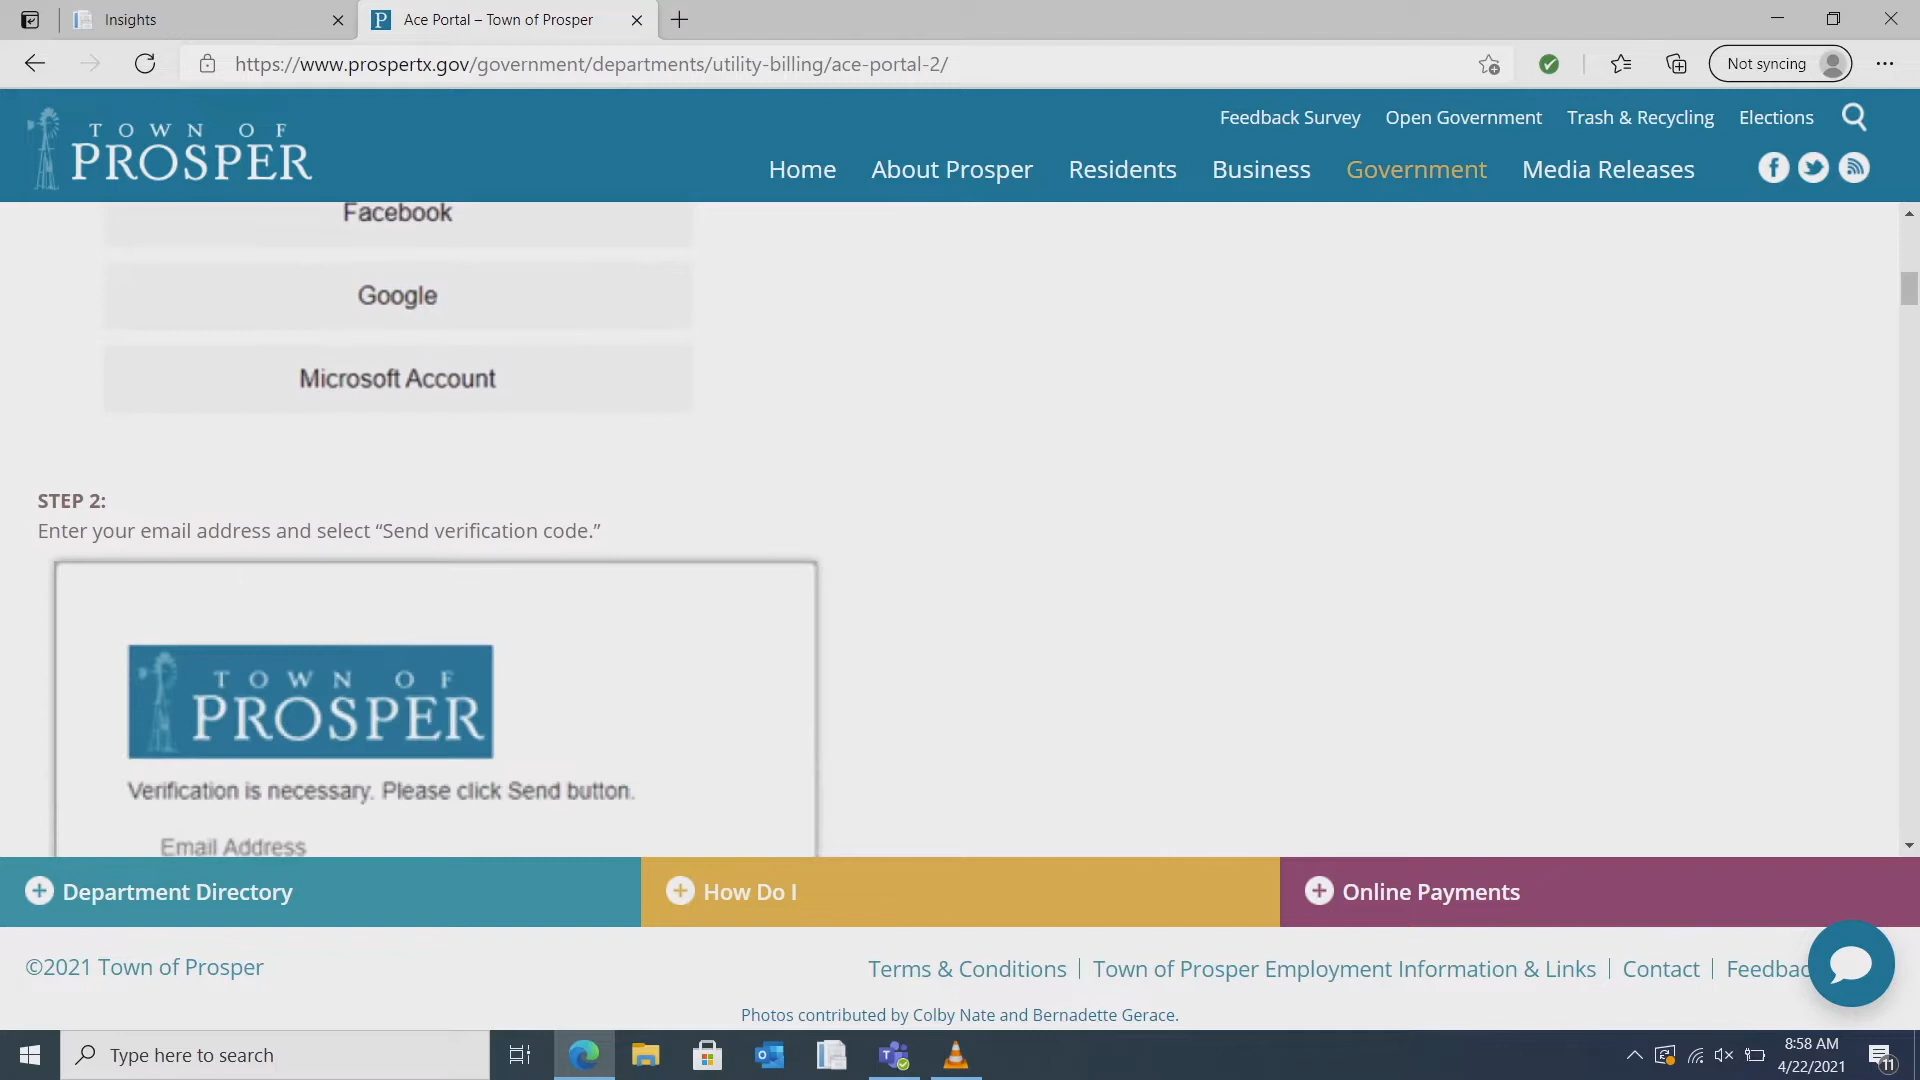 Insights
Ace Portal – Town of Prosper
https://www.prospertx.gov/government/departments/utility-billing/ace-portal-2/
Not syncing
TOWN OF
PROSPER
Feedback Survey
Open Government
Trash & Recycling
Elections
Home
About Prosper
Residents
Business
Government
Media Releases
Facebook
Google
Microsoft Account
STEP 2:
Enter your email address and select “Send verification code.”
TOWN OF
PROSPER
Verification is necessary. Please click Send button.
Email Address
Department Directory
How Do I
Online Payments
©2021 Town of Prosper
Terms & Conditions
Town of Prosper Employment Information & Links
Contact
Feedbac
Photos contributed by Colby Nate and Bernadette Gerace.
Type here to search
8:58 AM
4/22/2021
11